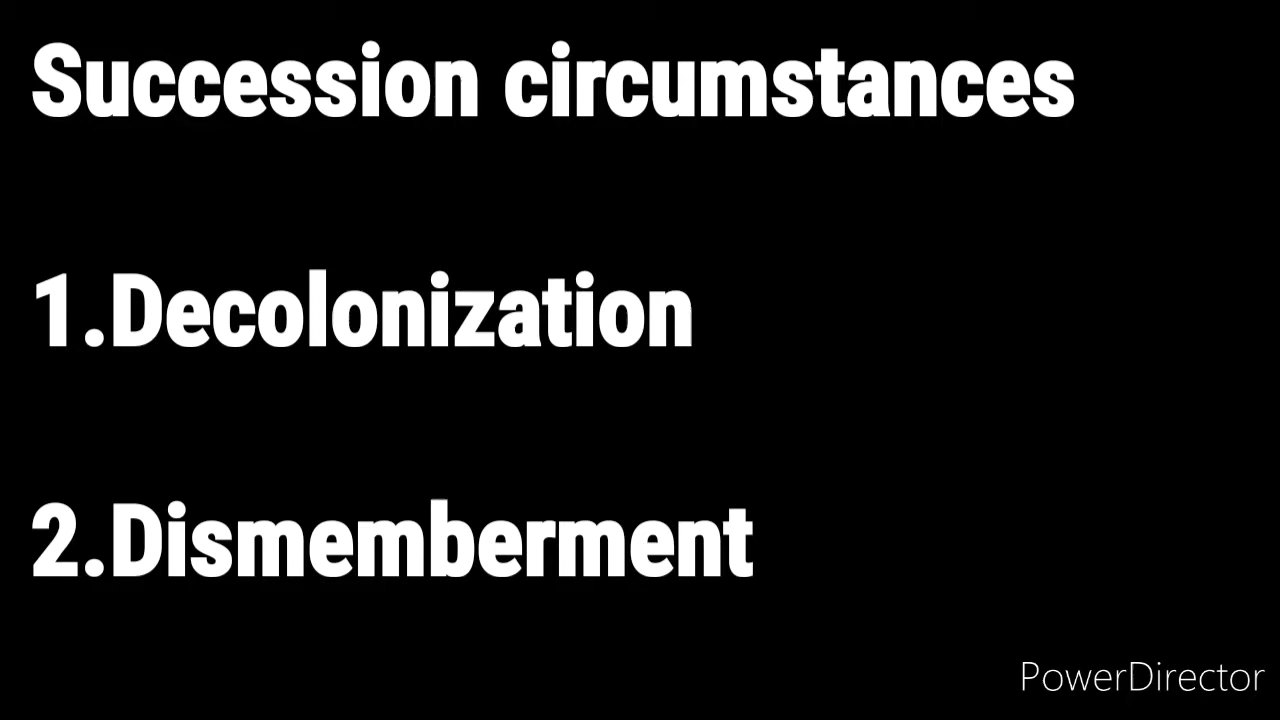 Succession circumstances
1.Decolonization
2.Dismemberment
PowerDirector